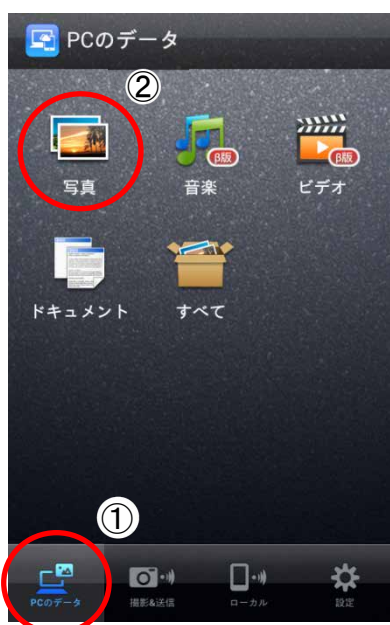 PCのデータ
②
写真
音楽
β版
ビデオ
β版
ドキュメント
すべて
①
PCのデータ
撮影&送信
ローカル
設定